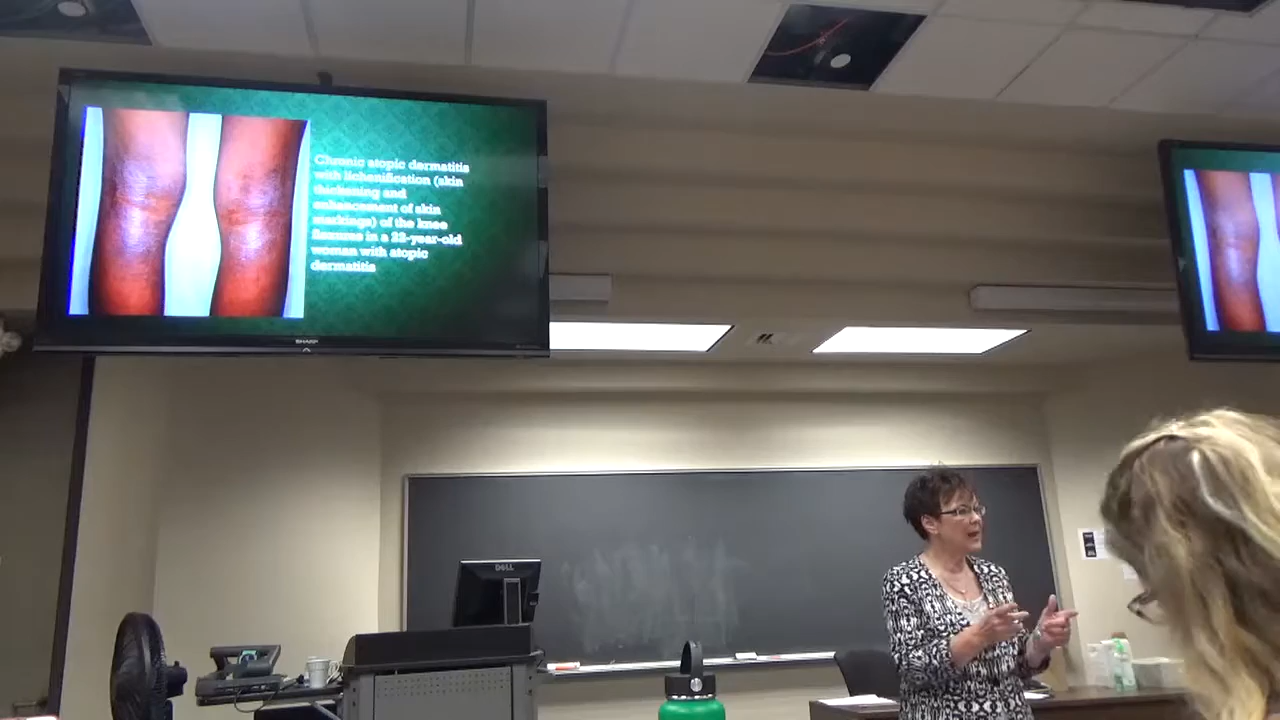 Chronic atopic dermatitis
with lichenification (skin
thickening and
enhancement of skin
markings) of the knee
flexures in a 22-year-old
woman with atopic
dermatitis
SHARP
DELL